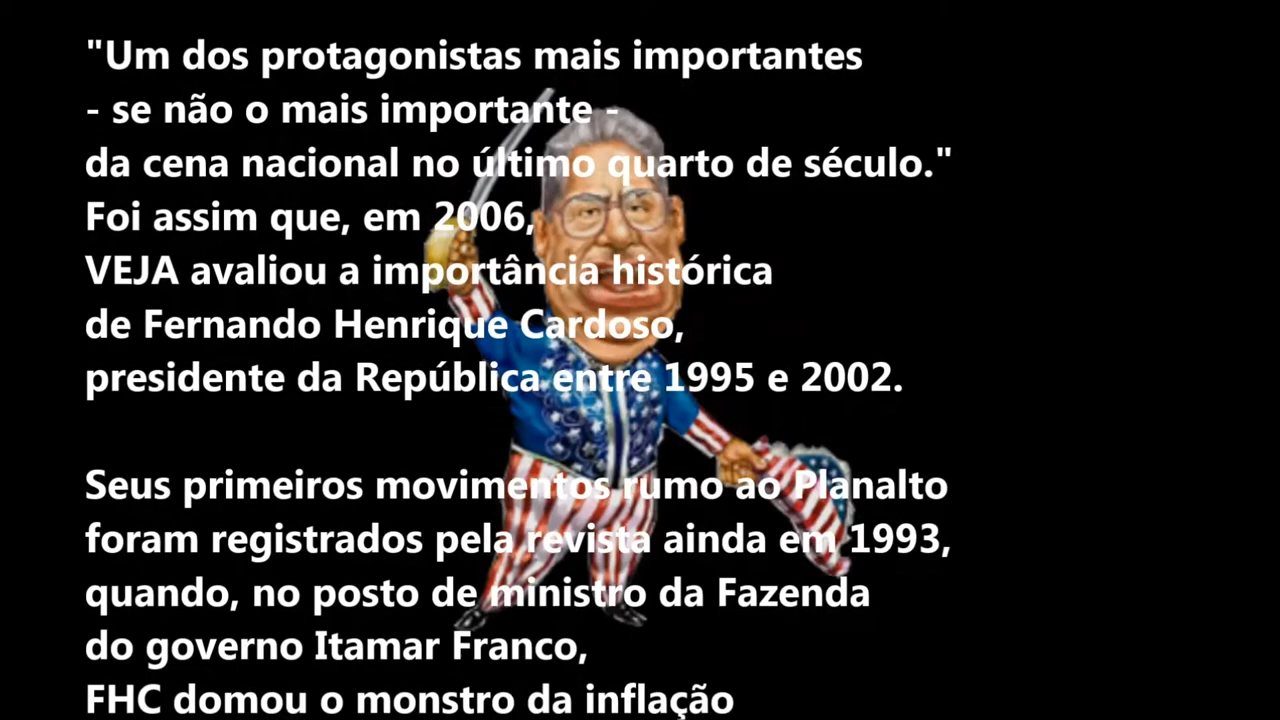 "Um dos protagonistas mais importantes
- se não o mais importante -
da cena nacional no último quarto de século."
Foi assim que, em 2006,
VEJA avaliou a importância histórica
de Fernando Henrique Cardoso,
presidente da República entre 1995 e 2002.
Seus primeiros movimentos rumo ao Planalto
foram registrados pela revista ainda em 1993,
quando, no posto de ministro da Fazenda
do governo Itamar Franco,
FHC domou o monstro da inflação